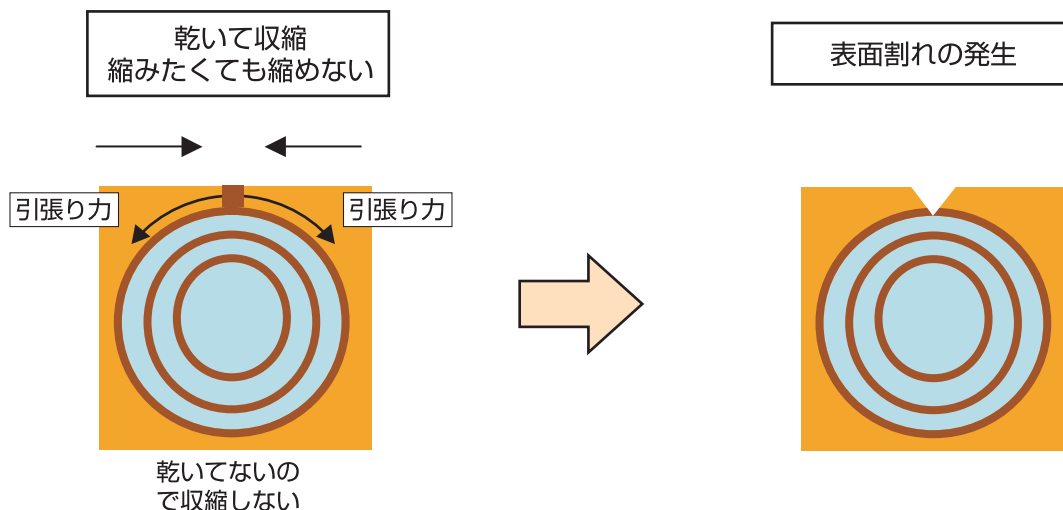 乾いて収縮
縮みたくても縮めない
表面割れの発生
引張り力
引張り力
乾いてないの
で収縮しない